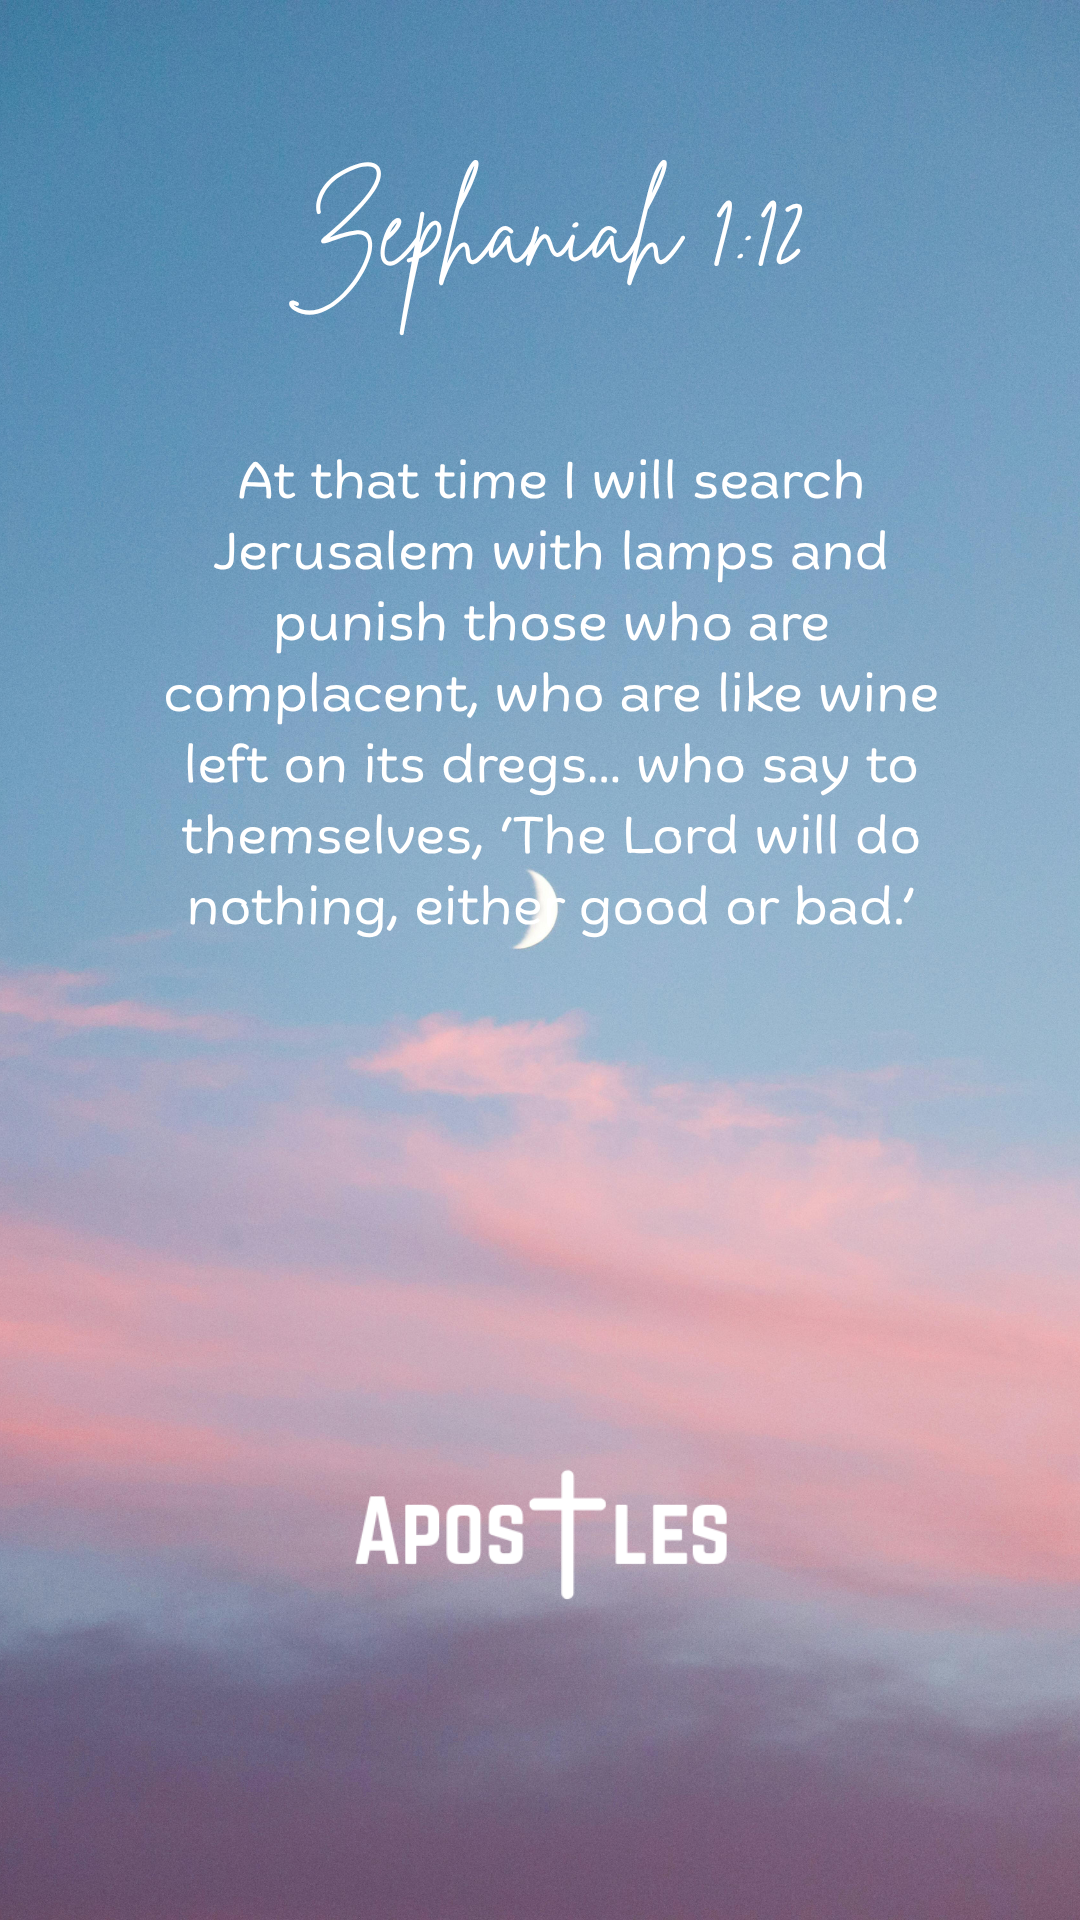 Zephaniah 1:12
At that time I will search
Jerusalem with lamps and
punish those who are
complacent, who are like wine
left on its dregs... who say to
themselves, ‘The Lord will do
nothing, either good or bad.’
APOSTLES